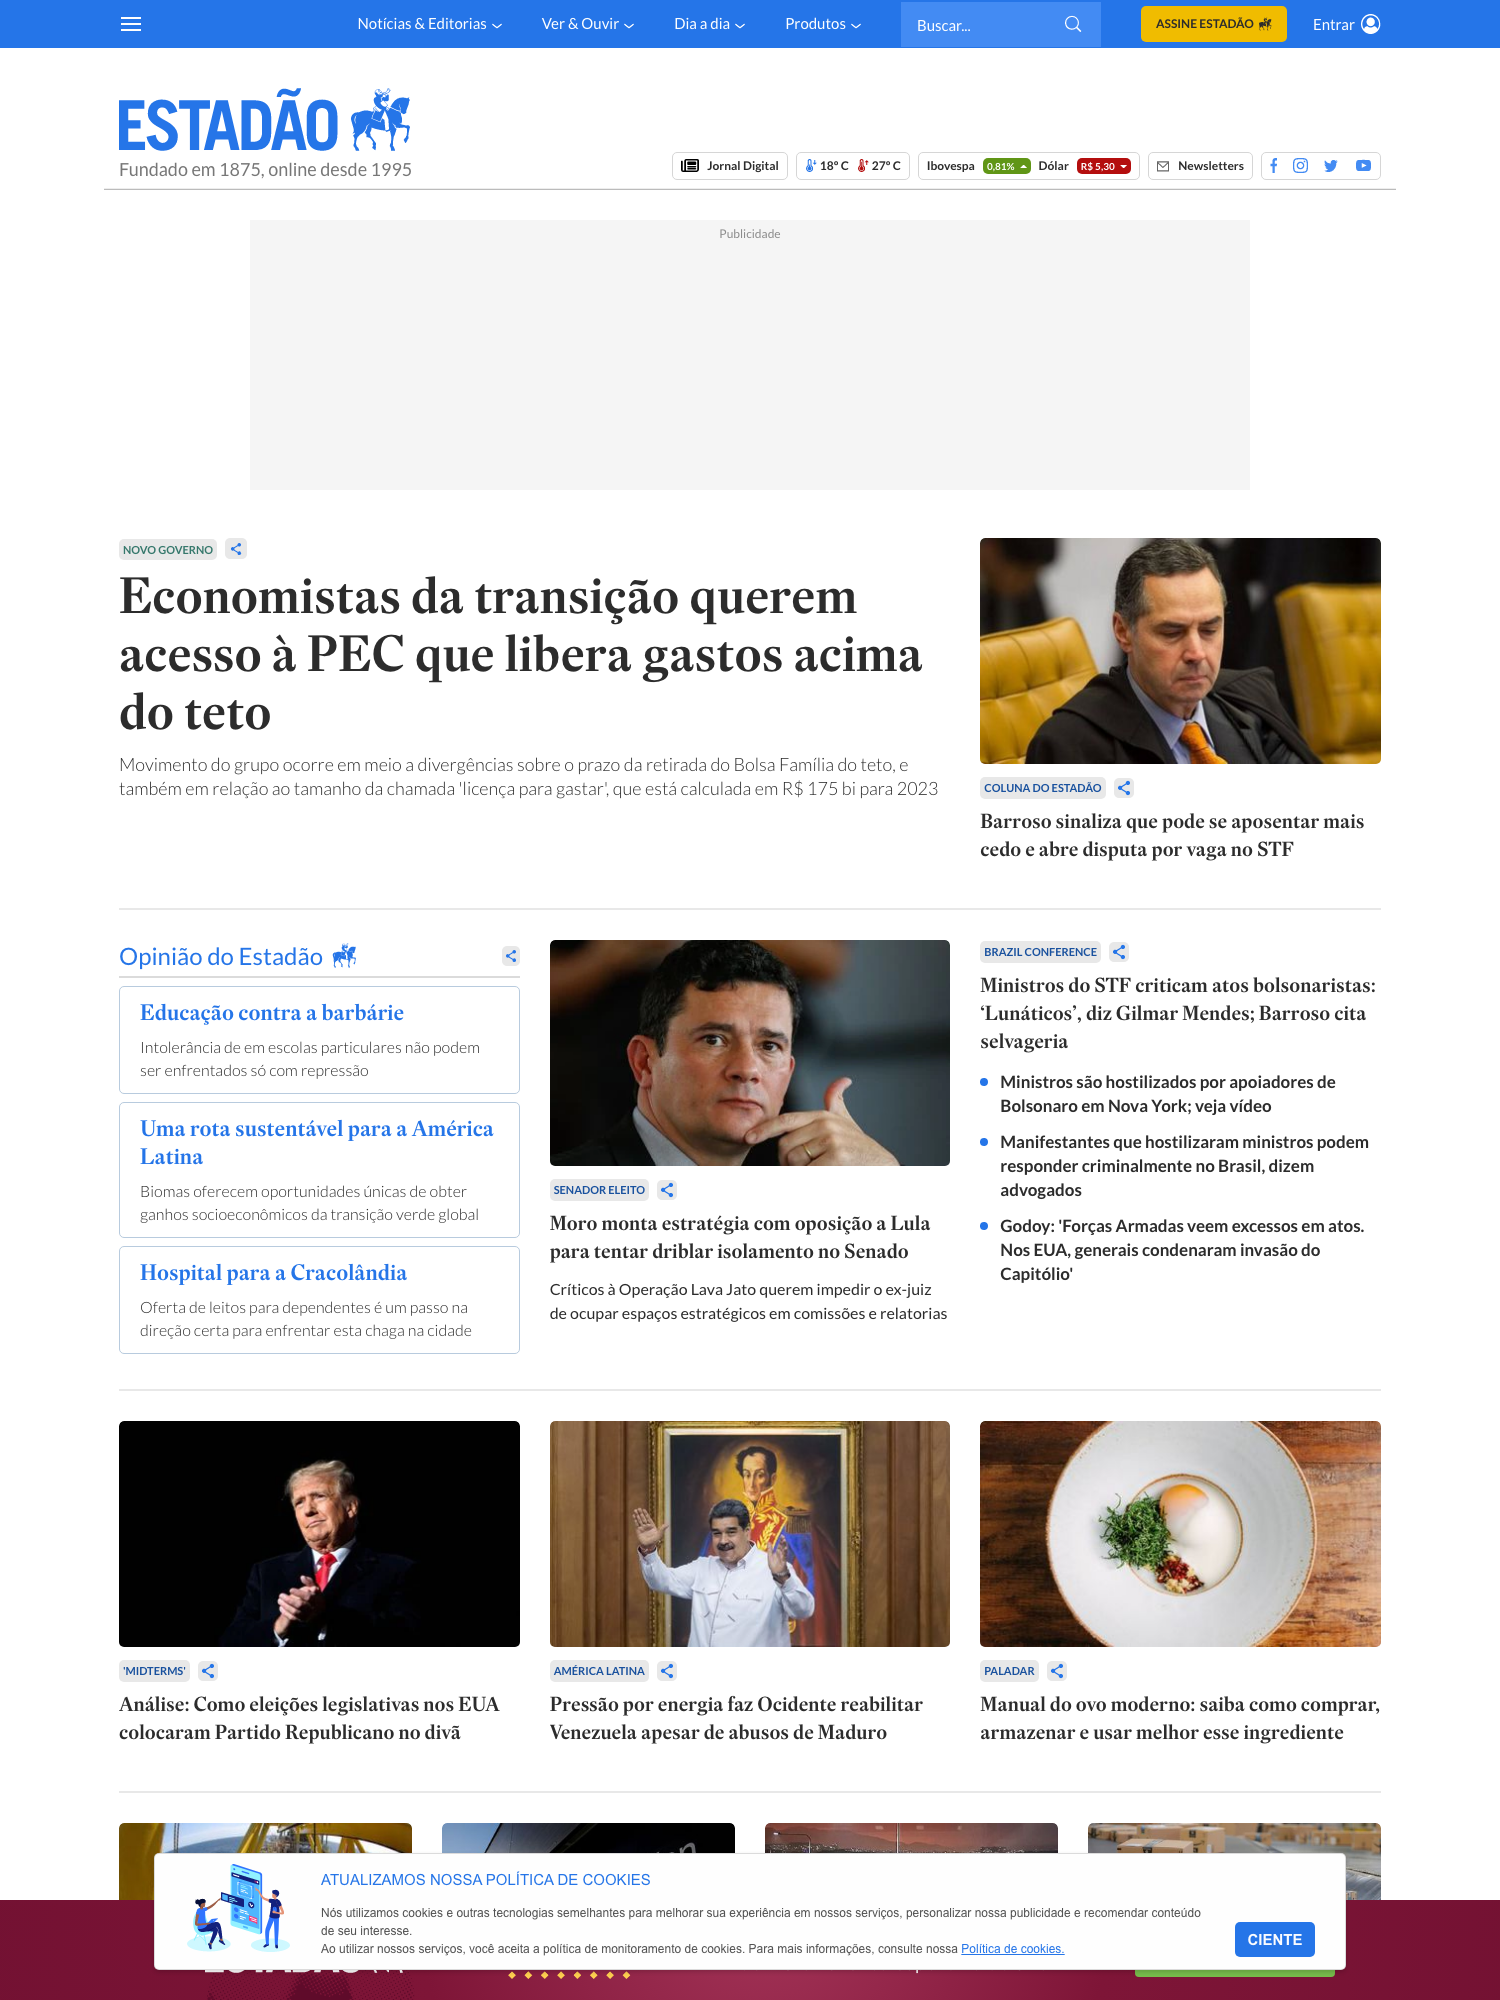 Notícias & Editorias
Ver & Ouvir
Dia a dia
Produtos
Buscar...
ASSINE ESTADÃO
Entrar
ESTADÃO
Fundado em 1875, online desde 1995
Jornal Digital
18º C
27º C
Ibovespa
0,81%
Dólar
R$ 5,30
Newsletters
Publicidade
NOVO GOVERNO
Economistas da transição querem
acesso à PEC que libera gastos acima
do teto
Movimento do grupo ocorre em meio a divergências sobre o prazo da retirada do Bolsa Família do teto, e
também em relação ao tamanho da chamada 'licença para gastar', que está calculada em R$ 175 bi para 2023
COLUNA DO ESTADÃO
Barroso sinaliza que pode se aposentar mais
cedo e abre disputa por vaga no STF
Opinião do Estadão
Educação contra a barbárie
Intolerância de em escolas particulares não podem
ser enfrentados só com repressão
Uma rota sustentável para a América
Latina
Biomas oferecem oportunidades únicas de obter
ganhos socioeconômicos da transição verde global
Hospital para a Cracolândia
Oferta de leitos para dependentes é um passo na
direção certa para enfrentar esta chaga na cidade
SENADOR ELEITO
Moro monta estratégia com oposição a Lula
para tentar driblar isolamento no Senado
Críticos à Operação Lava Jato querem impedir o ex-juiz
de ocupar espaços estratégicos em comissões e relatorias
BRAZIL CONFERENCE
Ministros do STF criticam atos bolsonaristas:
‘Lunáticos’, diz Gilmar Mendes; Barroso cita
selvageria
Ministros são hostilizados por apoiadores de
Bolsonaro em Nova York; veja vídeo
Manifestantes que hostilizaram ministros podem
responder criminalmente no Brasil, dizem
advogados
Godoy: 'Forças Armadas veem excessos em atos.
Nos EUA, generais condenaram invasão do
Capitólio'
'MIDTERMS'
Análise: Como eleições legislativas nos EUA
colocaram Partido Republicano no divã
AMÉRICA LATINA
Pressão por energia faz Ocidente reabilitar
Venezuela apesar de abusos de Maduro
PALADAR
Manual do ovo moderno: saiba como comprar,
armazenar e usar melhor esse ingrediente
ATUALIZAMOS NOSSA POLÍTICA DE COOKIES
Nós utilizamos cookies e outras tecnologias semelhantes para melhorar sua experiência em nossos serviços, personalizar nossa publicidade e recomendar conteúdo
de seu interesse.
Ao utilizar nossos serviços, você aceita a política de monitoramento de cookies. Para mais informações, consulte nossa Política de cookies.
CIENTE